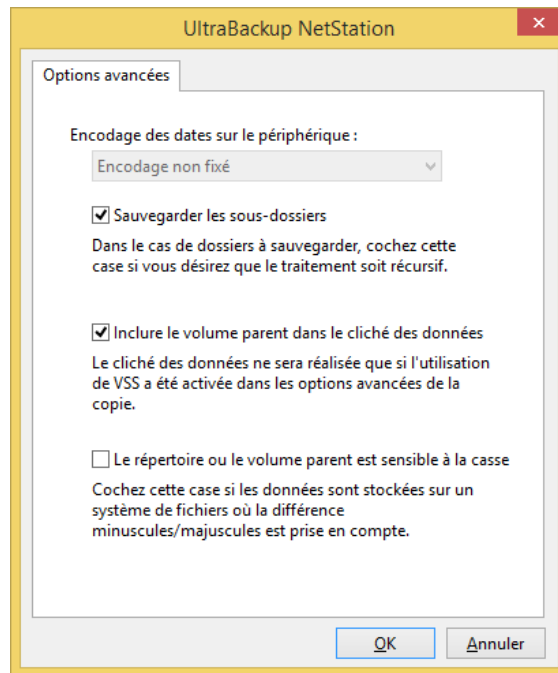 UltraBackup NetStation
Options avancées
Encodage des dates sur le périphérique :
Encodage non fixé
Sauvegarder les sous-dossiers
Dans le cas de dossiers à sauvegarder, cochez cette
case si vous désirez que le traitement soit récursif.
Inclure le volume parent dans le cliché des données
Le cliché des données ne sera réalisée que si l'utilisation
de VSS a été activée dans les options avancées de la
copie.
Le répertoire ou le volume parent est sensible à la casse
Cochez cette case si les données sont stockées sur un
système de fichiers où la différence
minuscules/majuscules est prise en compte.
OK
Annuler